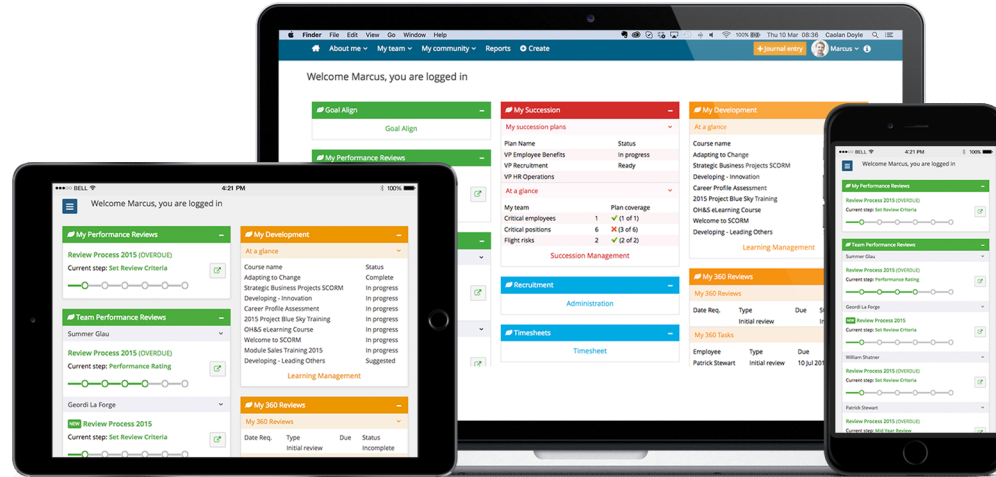 Finder File Edit View Go Window Help
100% Thu 10 Mar 08:36 Caolan Doyle
About me My team My community Reports Create
+Journal entry Marcus
Welcome Marcus, you are logged in
Goal Align
Goal Align
My Performance Reviews
My Succession
My succession plans
Plan Name Status
VP Employee Benefits In progress
VP Recruitment Ready
VP HR Operations
At a glance
My team Plan coverage
Critical employees 1 (1 of 1)
Critical positions 6 (3 of 6)
Flight risks 2 (2 of 2)
Succession Management
Recruitment
Administration
Timesheets
Timesheet
My Development
At a glance
Course name
Adapting to Change
Strategic Business Projects SCORM
Developing - Innovation
Career Profile Assessment
2015 Project Blue Sky Training
OH&S eLearning Course
Welcome to SCORM
Developing - Leading Others
Learning Management
My 360 Reviews
My 360 Reviews
Date Req. Type Due
Initial review
My 360 Tasks
Employee Type Due
Patrick Stewart Initial review 10 Jul 201
BELL 4:21 PM 100%
Welcome Marcus, you are logged in
My Performance Reviews
Review Process 2015 (OVERDUE)
Current step: Set Review Criteria
Team Performance Reviews
Summer Glau
Review Process 2015 (OVERDUE)
Current step: Performance Rating
Geordi La Forge
NEW Review Process 2015
Current step: Set Review Criteria
My Development
At a glance
Course name Status
Adapting to Change Complete
Strategic Business Projects SCORM In progress
Developing - Innovation In progress
Career Profile Assessment In progress
2015 Project Blue Sky Training In progress
OH&S eLearning Course In progress
Welcome to SCORM In progress
Module Sales Training 2015 In progress
Developing - Leading Others Suggested
Learning Management
My 360 Reviews
My 360 Reviews
Date Req. Type Due Status
Initial review Incomplete
BELL 4:21 PM 100%
Welcome Marcus, you are logged in
My Performance Reviews
Review Process 2015 (OVERDUE)
Current step: Set Review Criteria
Team Performance Reviews
Summer Glau
Review Process 2015 (OVERDUE)
Current step: Performance Rating
Geordi La Forge
NEW Review Process 2015
Current step: Set Review Criteria
William Shatner
Review Process 2015 (OVERDUE)
Current step: Set Review Criteria
Patrick Stewart
Review Process 2015 (OVERDUE)
Current step: Mid Year Review